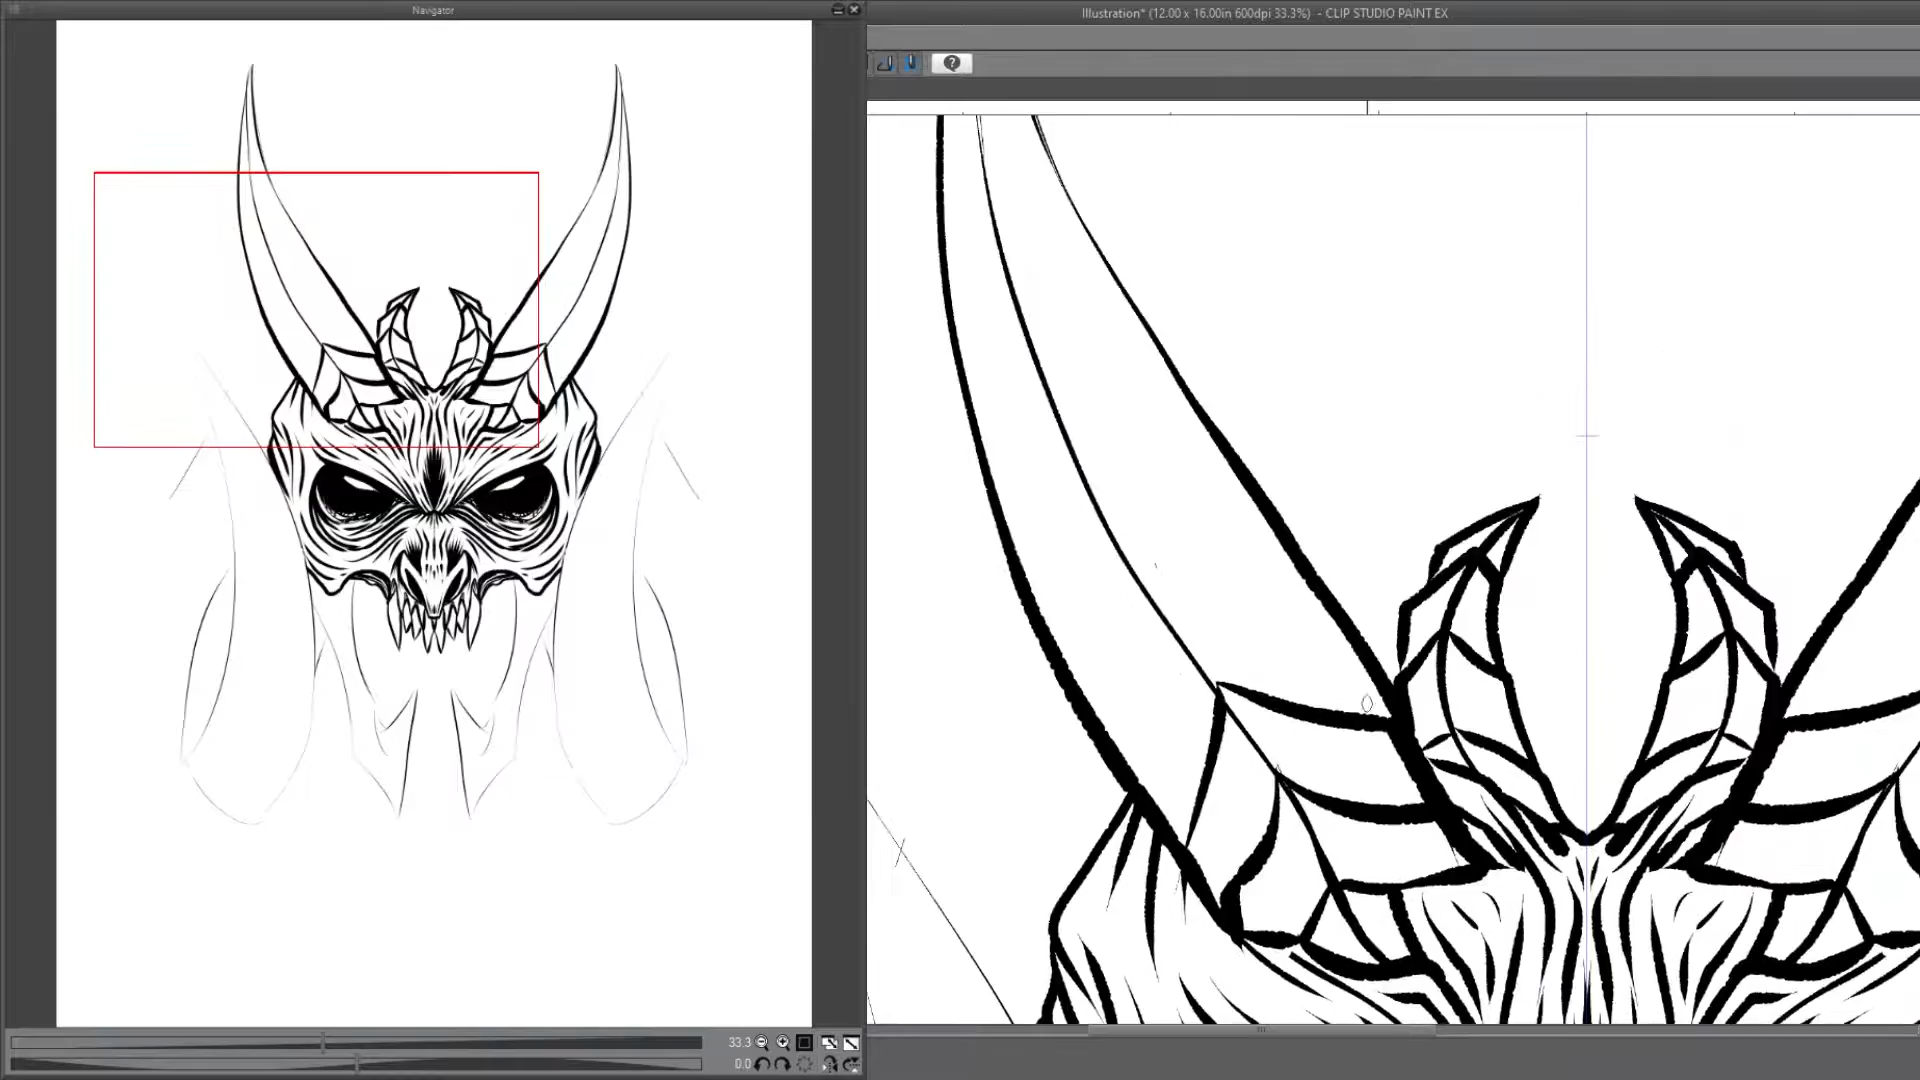 Navigator
Illustration* (12.00 x 16.00in 600dpi 33.3%) - CLIP STUDIO PAINT EX
33.3
0.0